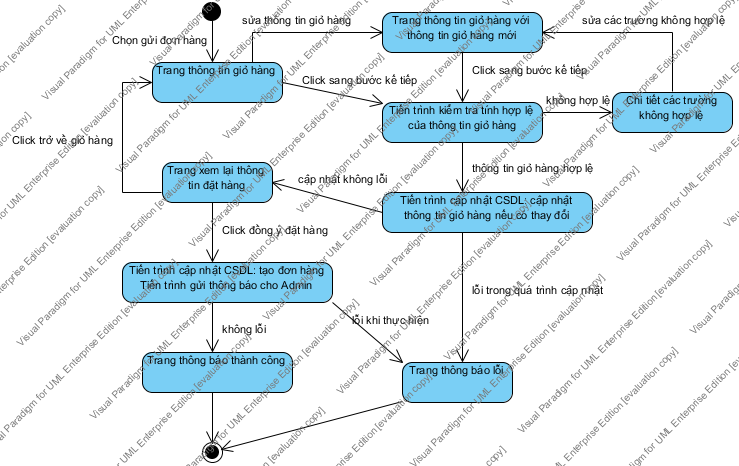 sửa thông tin giỏ hàng
Trang thông tin giỏ hàng với
thông tin giỏ hàng mới
sửa các trường không hợp lệ
Chọn gửi đơn hàng
Trang thông tin giỏ hàng
Click sang bước kế tiếp
Click sang bước kế tiếp
Tiến trình kiểm tra tính hợp lệ
của thông tin giỏ hàng
không hợp lệ
Chi tiết các trường
không hợp lệ
Click trở về giỏ hàng
Trang xem lại thông
tin đặt hàng
cập nhật không lỗi
thông tin giỏ hàng hợp lệ
Tiến trình cập nhật CSDL: cập nhật
thông tin giỏ hàng nếu có thay đổi
Click đồng ý đặt hàng
Tiến trình cập nhật CSDL: tạo đơn hàng
Tiến trình gửi thông báo cho Admin
lỗi trong quá trình cập nhật
không lỗi
lỗi khi thực hiện
Trang thông báo thành công
Trang thông báo lỗi
Visual Paradigm for UML Enterprise Edition [evaluation copy]